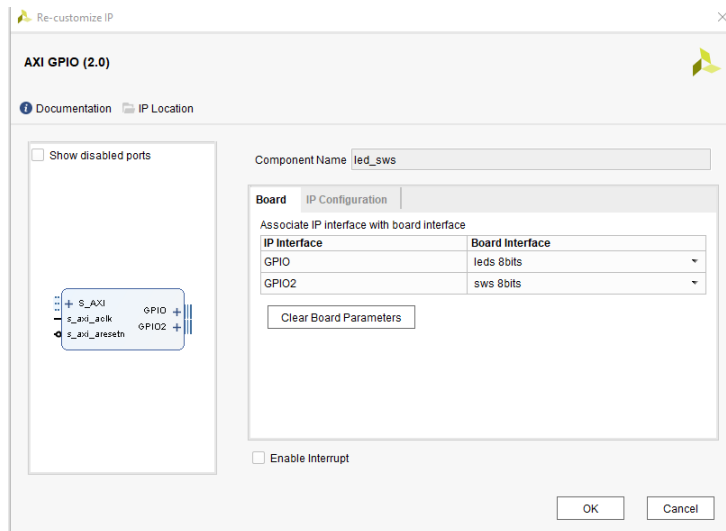 Re-customize IP
AXI GPIO (2.0)
Documentation IP Location
Show disabled ports
S_AXI
s_axi_aclk
s_axi_aresetn
GPIO
GPIO2
Component Name led_sws
Board IP Configuration
Associate IP interface with board interface
IP Interface Board Interface
GPIO leds 8bits
GPIO2 sws 8bits
Clear Board Parameters
Enable Interrupt
OK Cancel